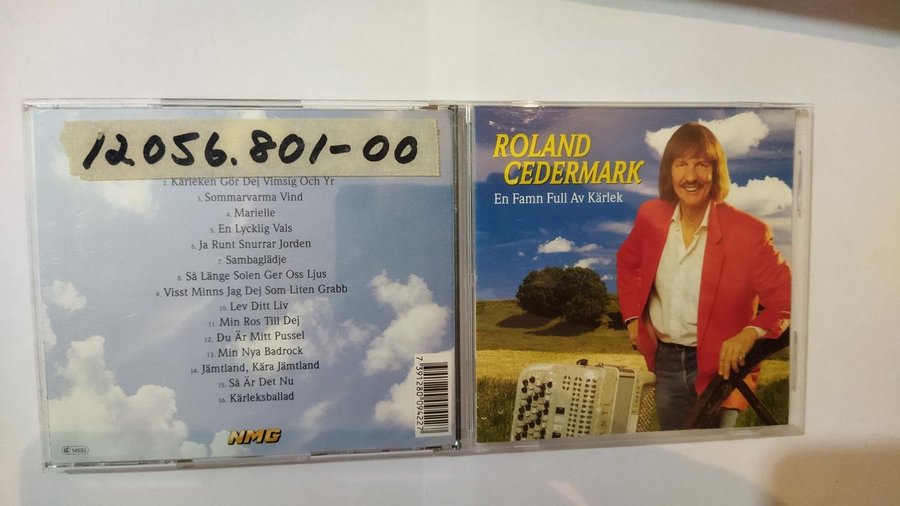 12056.801-00
2. Kärleken Gör Dej Vimsig Och Yr
3. Sommarvarma Vind
4. Marielle
5. En Lycklig Vals
6. Ja Runt Snurrar Jorden
7. Sambaglädje
8. Så Länge Solen Ger Oss Ljus
9. Visst Minns Jag Dej Som Liten Grabb
10. Lev Ditt Liv
11. Min Ros Till Dej
12. Du Är Mitt Pussel
13. Min Nya Badrock
14. Jämtland, Kära Jämtland
15. Så Är Det Nu
16. Kärleksballad
NMG
7 391280 094227
ROLAND
CEDERMARK
En Famn Full Av Kärlek